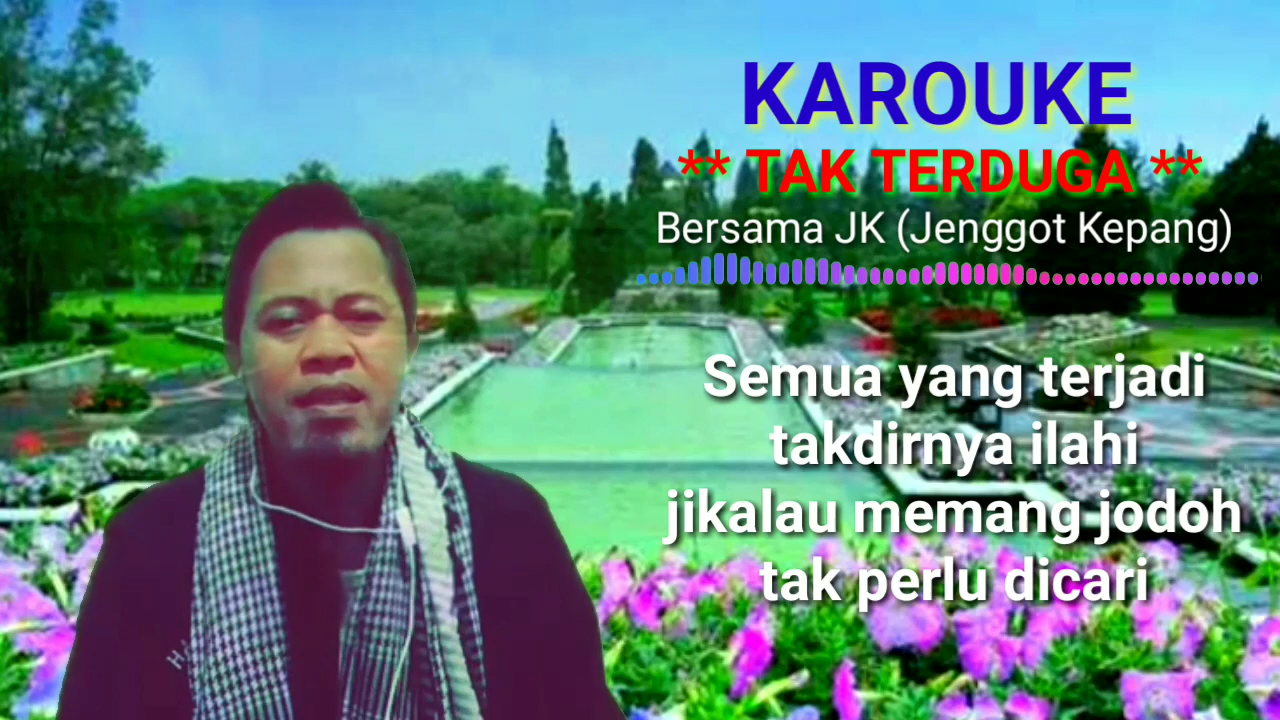 KAROUKE
** TAK TERDUGA **
Bersama JK (Jenggot Kepang)
Semua yang terjadi
takdirnya ilahi
jikalau memang jodoh
tak perlu dicari